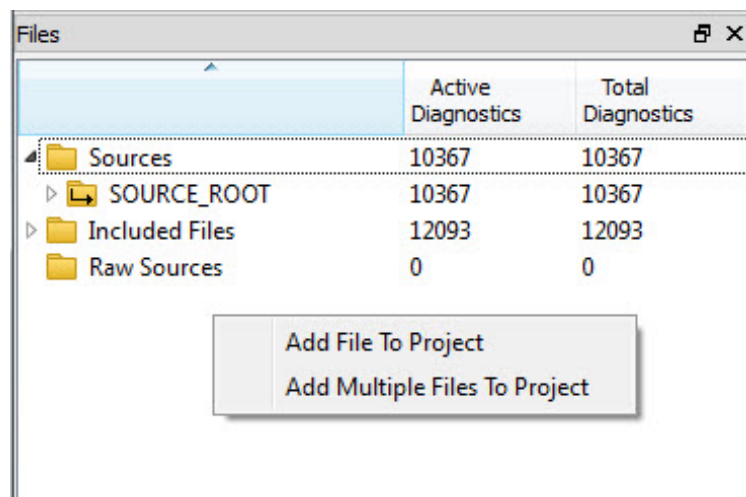 Files
Active
Diagnostics
Total
Diagnostics
Sources 10367 10367
SOURCE_ROOT 10367 10367
Included Files 12093 12093
Raw Sources 0 0
Add File To Project
Add Multiple Files To Project